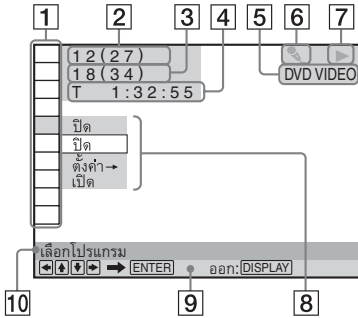 1 2 3 4 5 6 7
12(27)
18(34)
T 1:32:55
DVD VIDEO
ปิด
ปิด
ตั้งค่า→
เปิด
เลือกโปรแกรม
←↑↓→ ➡ ENTER ออก: DISPLAY
10 9 8